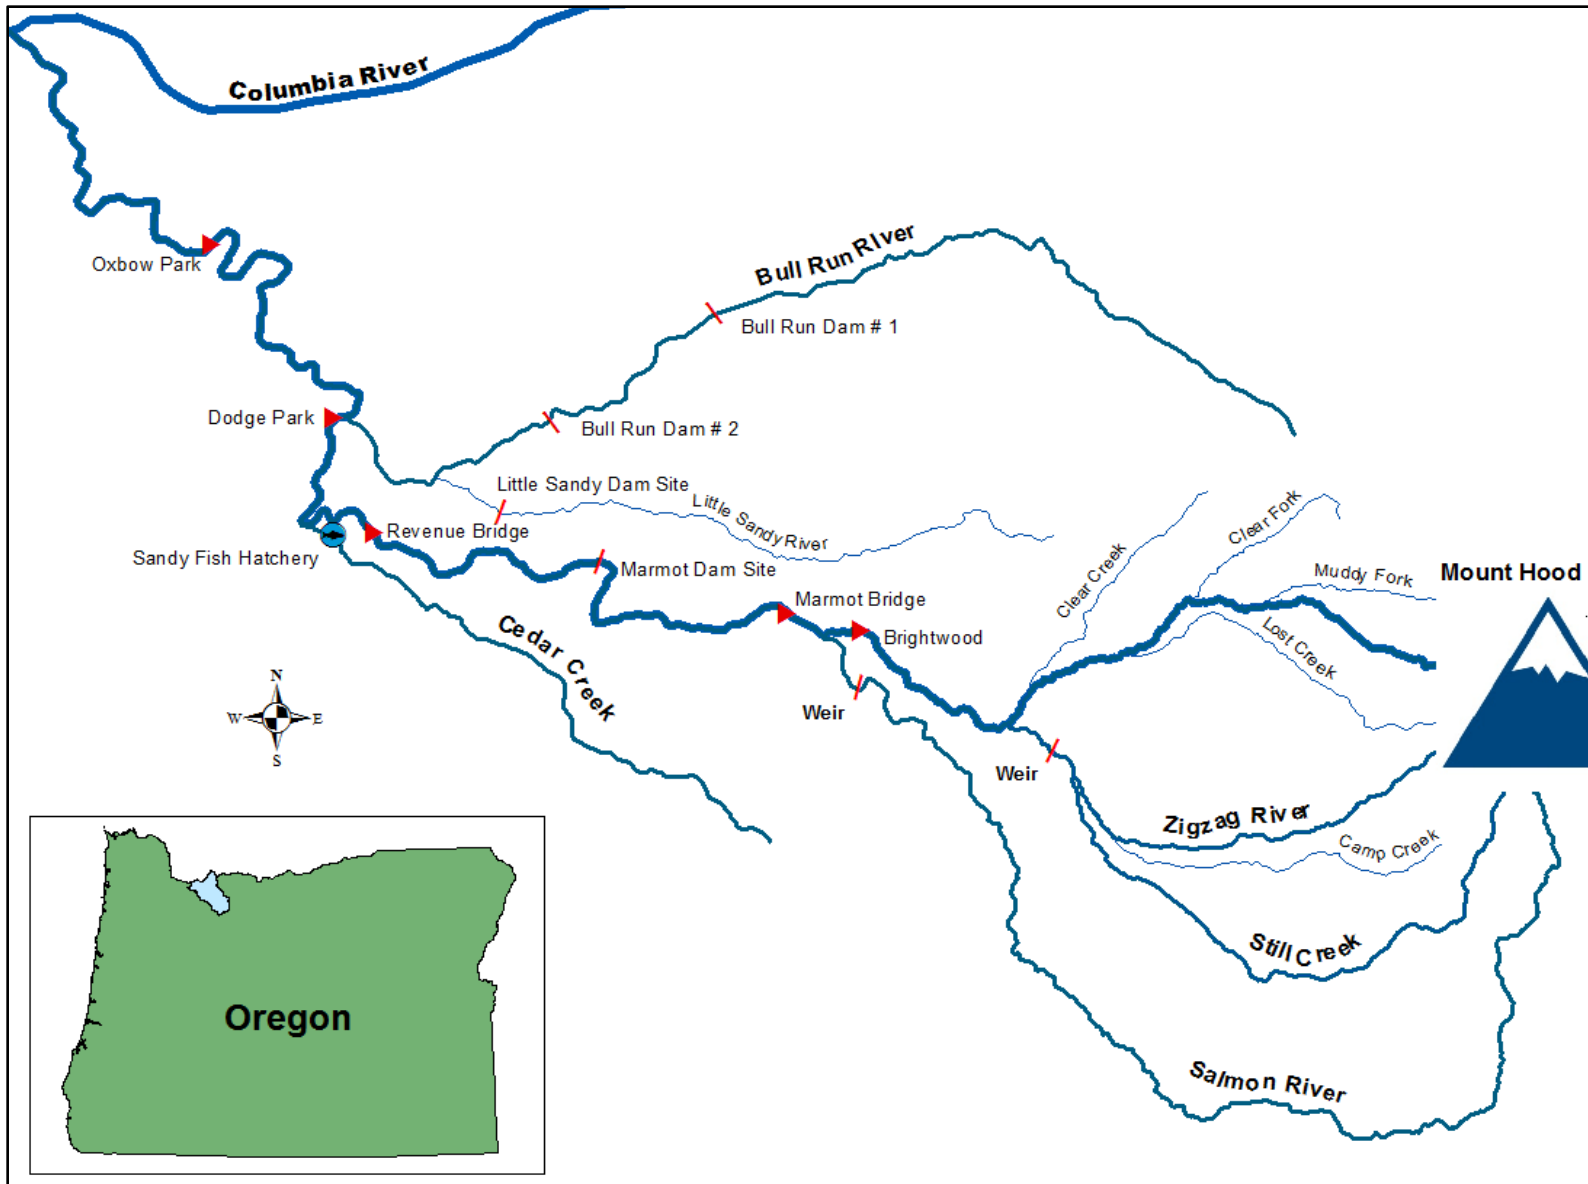 Columbia River
Oxbow Park
Bull Run RIver
Bull Run Dam # 1
Dodge Park
Bull Run Dam # 2
Little Sandy Dam Site
Little Sandy River
Clear Fork
Revenue Bridge
Sandy Fish Hatchery
Marmot Dam Site
Clear Creek
Muddy Fork
Mount Hood
Marmot Bridge
Brightwood
Lost Creek
Cedar Creek
N
W
E
S
Weir
Weir
Zigzag River
Camp Creek
Still Creek
Oregon
Salmon River